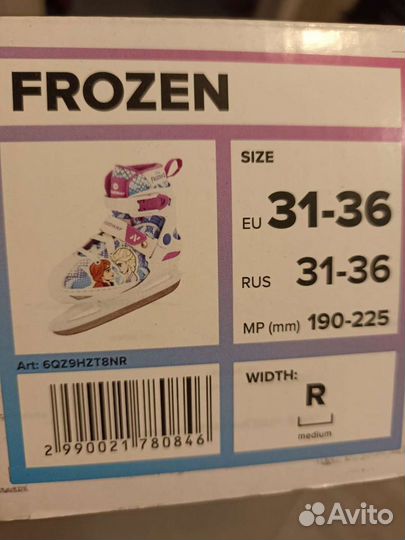 FROZEN
SIZE
EU 31-36
RUS 31-36
MP (mm) 190-225
Art: 6QZ9HZT8NR
2 990021 780846
WIDTH:
R
medium
Avito